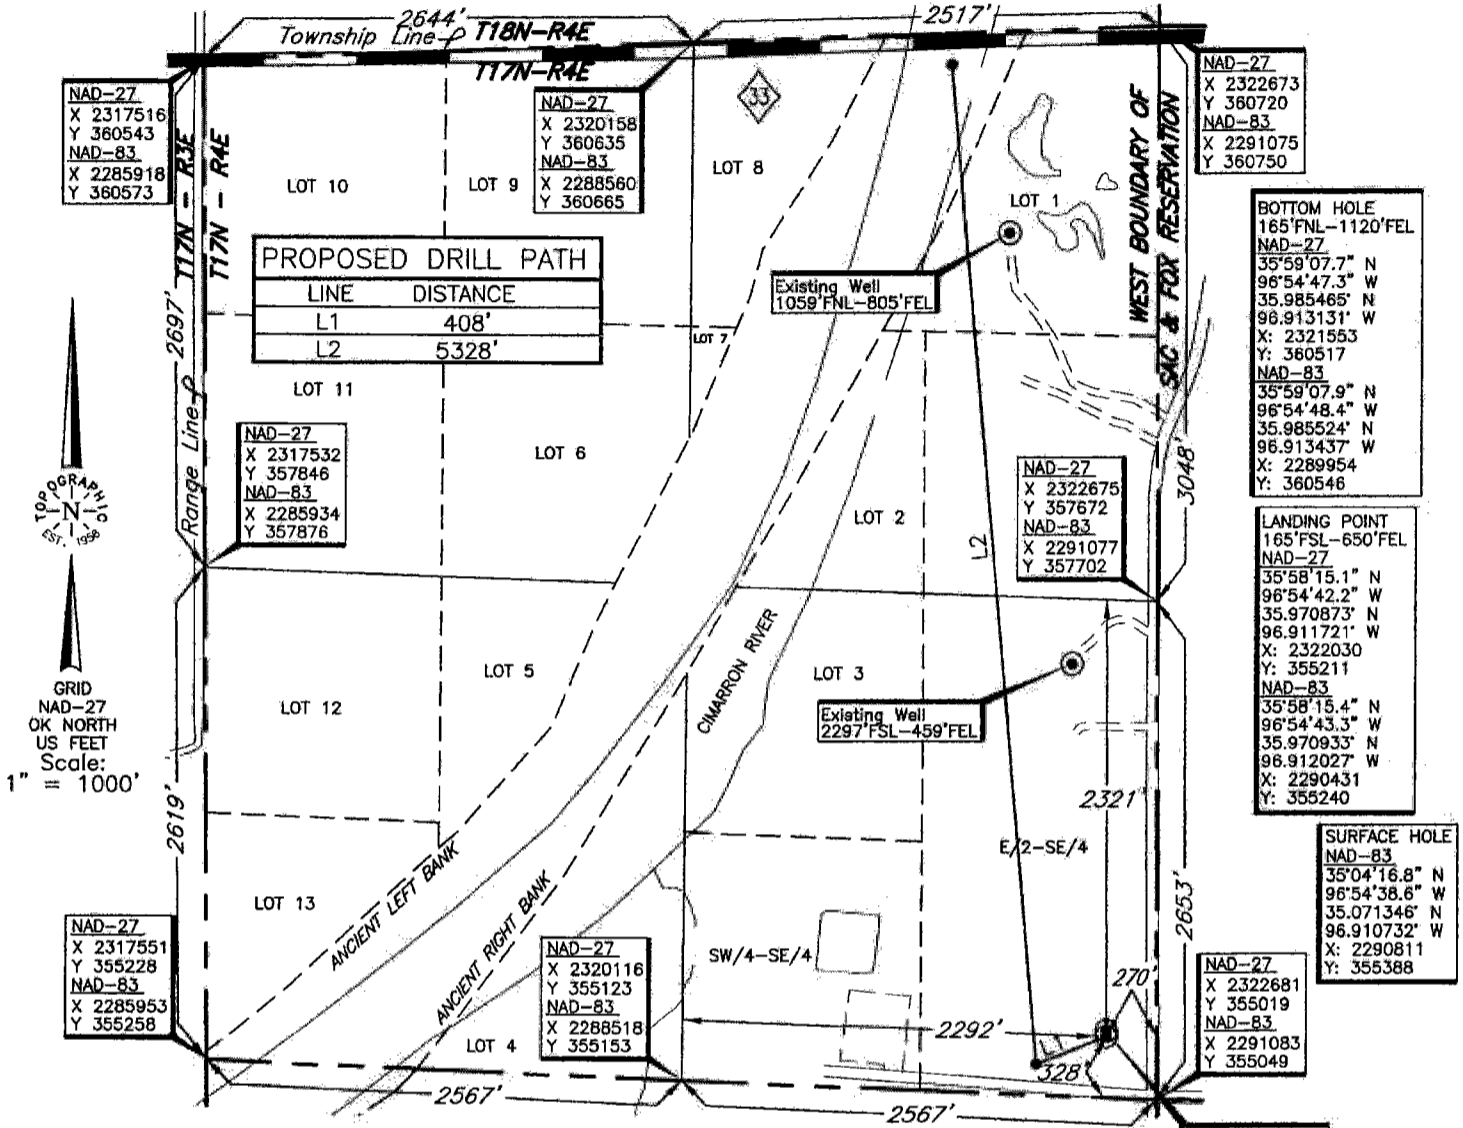 2644'
2517'
Township Line
T18N-R4E
T17N-R4E
NAD-27
X 2317516
Y 360543
NAD-83
X 2285918
Y 360573
T17N - R3E
T17N - R4E
NAD-27
X 2320158
Y 360635
NAD-83
X 2288560
Y 360665
33
NAD-27
X 2322673
Y 360720
NAD-83
X 2291075
Y 360750
WEST BOUNDARY OF
SAC & FOX RESERVATION
LOT 10
LOT 9
LOT 8
LOT 1
PROPOSED DRILL PATH
LINE DISTANCE
L1 408'
L2 5328'
Existing Well
1059'FNL-805'FEL
BOTTOM HOLE
165'FNL-1120'FEL
NAD-27
35°59'07.7" N
96°54'47.3" W
35.985465° N
96.913131° W
X: 2321553
Y: 360517
NAD-83
35°59'07.9" N
96°54'48.4" W
35.985524° N
96.913437° W
X: 2289954
Y: 360546
2697'
Range Line
LOT 7
LOT 11
LOT 6
NAD-27
X 2317532
Y 357846
NAD-83
X 2285934
Y 357876
TOPOGRAPHIC
N
EST. 1958
LOT 2
L2
NAD-27
X 2322675
Y 357672
NAD-83
X 2291077
Y 357702
3048'
LANDING POINT
165'FSL-650'FEL
NAD-27
35°58'15.1" N
96°54'42.2" W
35.970873° N
96.911721° W
X: 2322030
Y: 355211
NAD-83
35°58'15.4" N
96°54'43.3" W
35.970933° N
96.912027° W
X: 2290431
Y: 355240
GRID
NAD-27
OK NORTH
US FEET
Scale:
1" = 1000'
2619'
LOT 5
LOT 12
CIMARRON RIVER
LOT 3
Existing Well
2297'FSL-459'FEL
2321'
E/2-SE/4
SURFACE HOLE
NAD-83
35°04'16.8" N
96°54'38.6" W
35.071346° N
96.910732° W
X: 2290811
Y: 355388
LOT 13
ANCIENT LEFT BANK
ANCIENT RIGHT BANK
2653'
NAD-27
X 2317551
Y 355228
NAD-83
X 2285953
Y 355258
NAD-27
X 2320116
Y 355123
NAD-83
X 2288518
Y 355153
SW/4-SE/4
270'
NAD-27
X 2322681
Y 355019
NAD-83
X 2291083
Y 355049
2292'
L1
328'
LOT 4
2567'
2567'